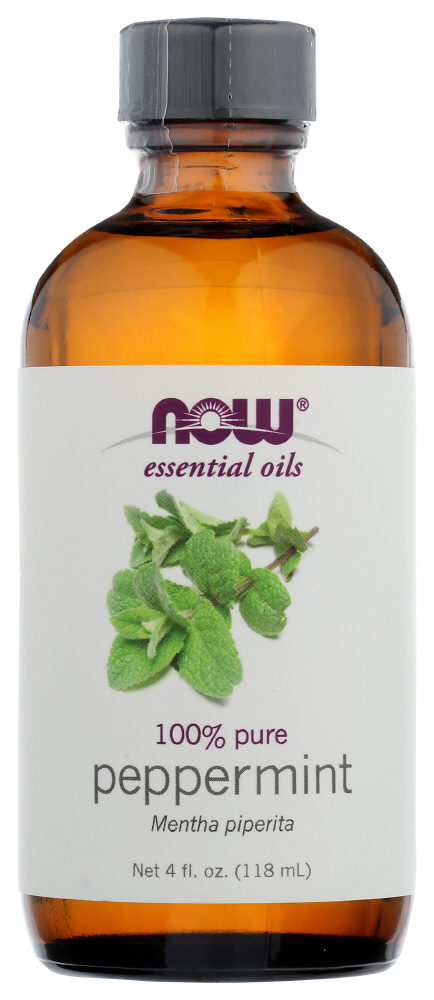 NOW®
essential oils
100% pure
peppermint
Mentha piperita
Net 4 fl. oz. (118 mL)